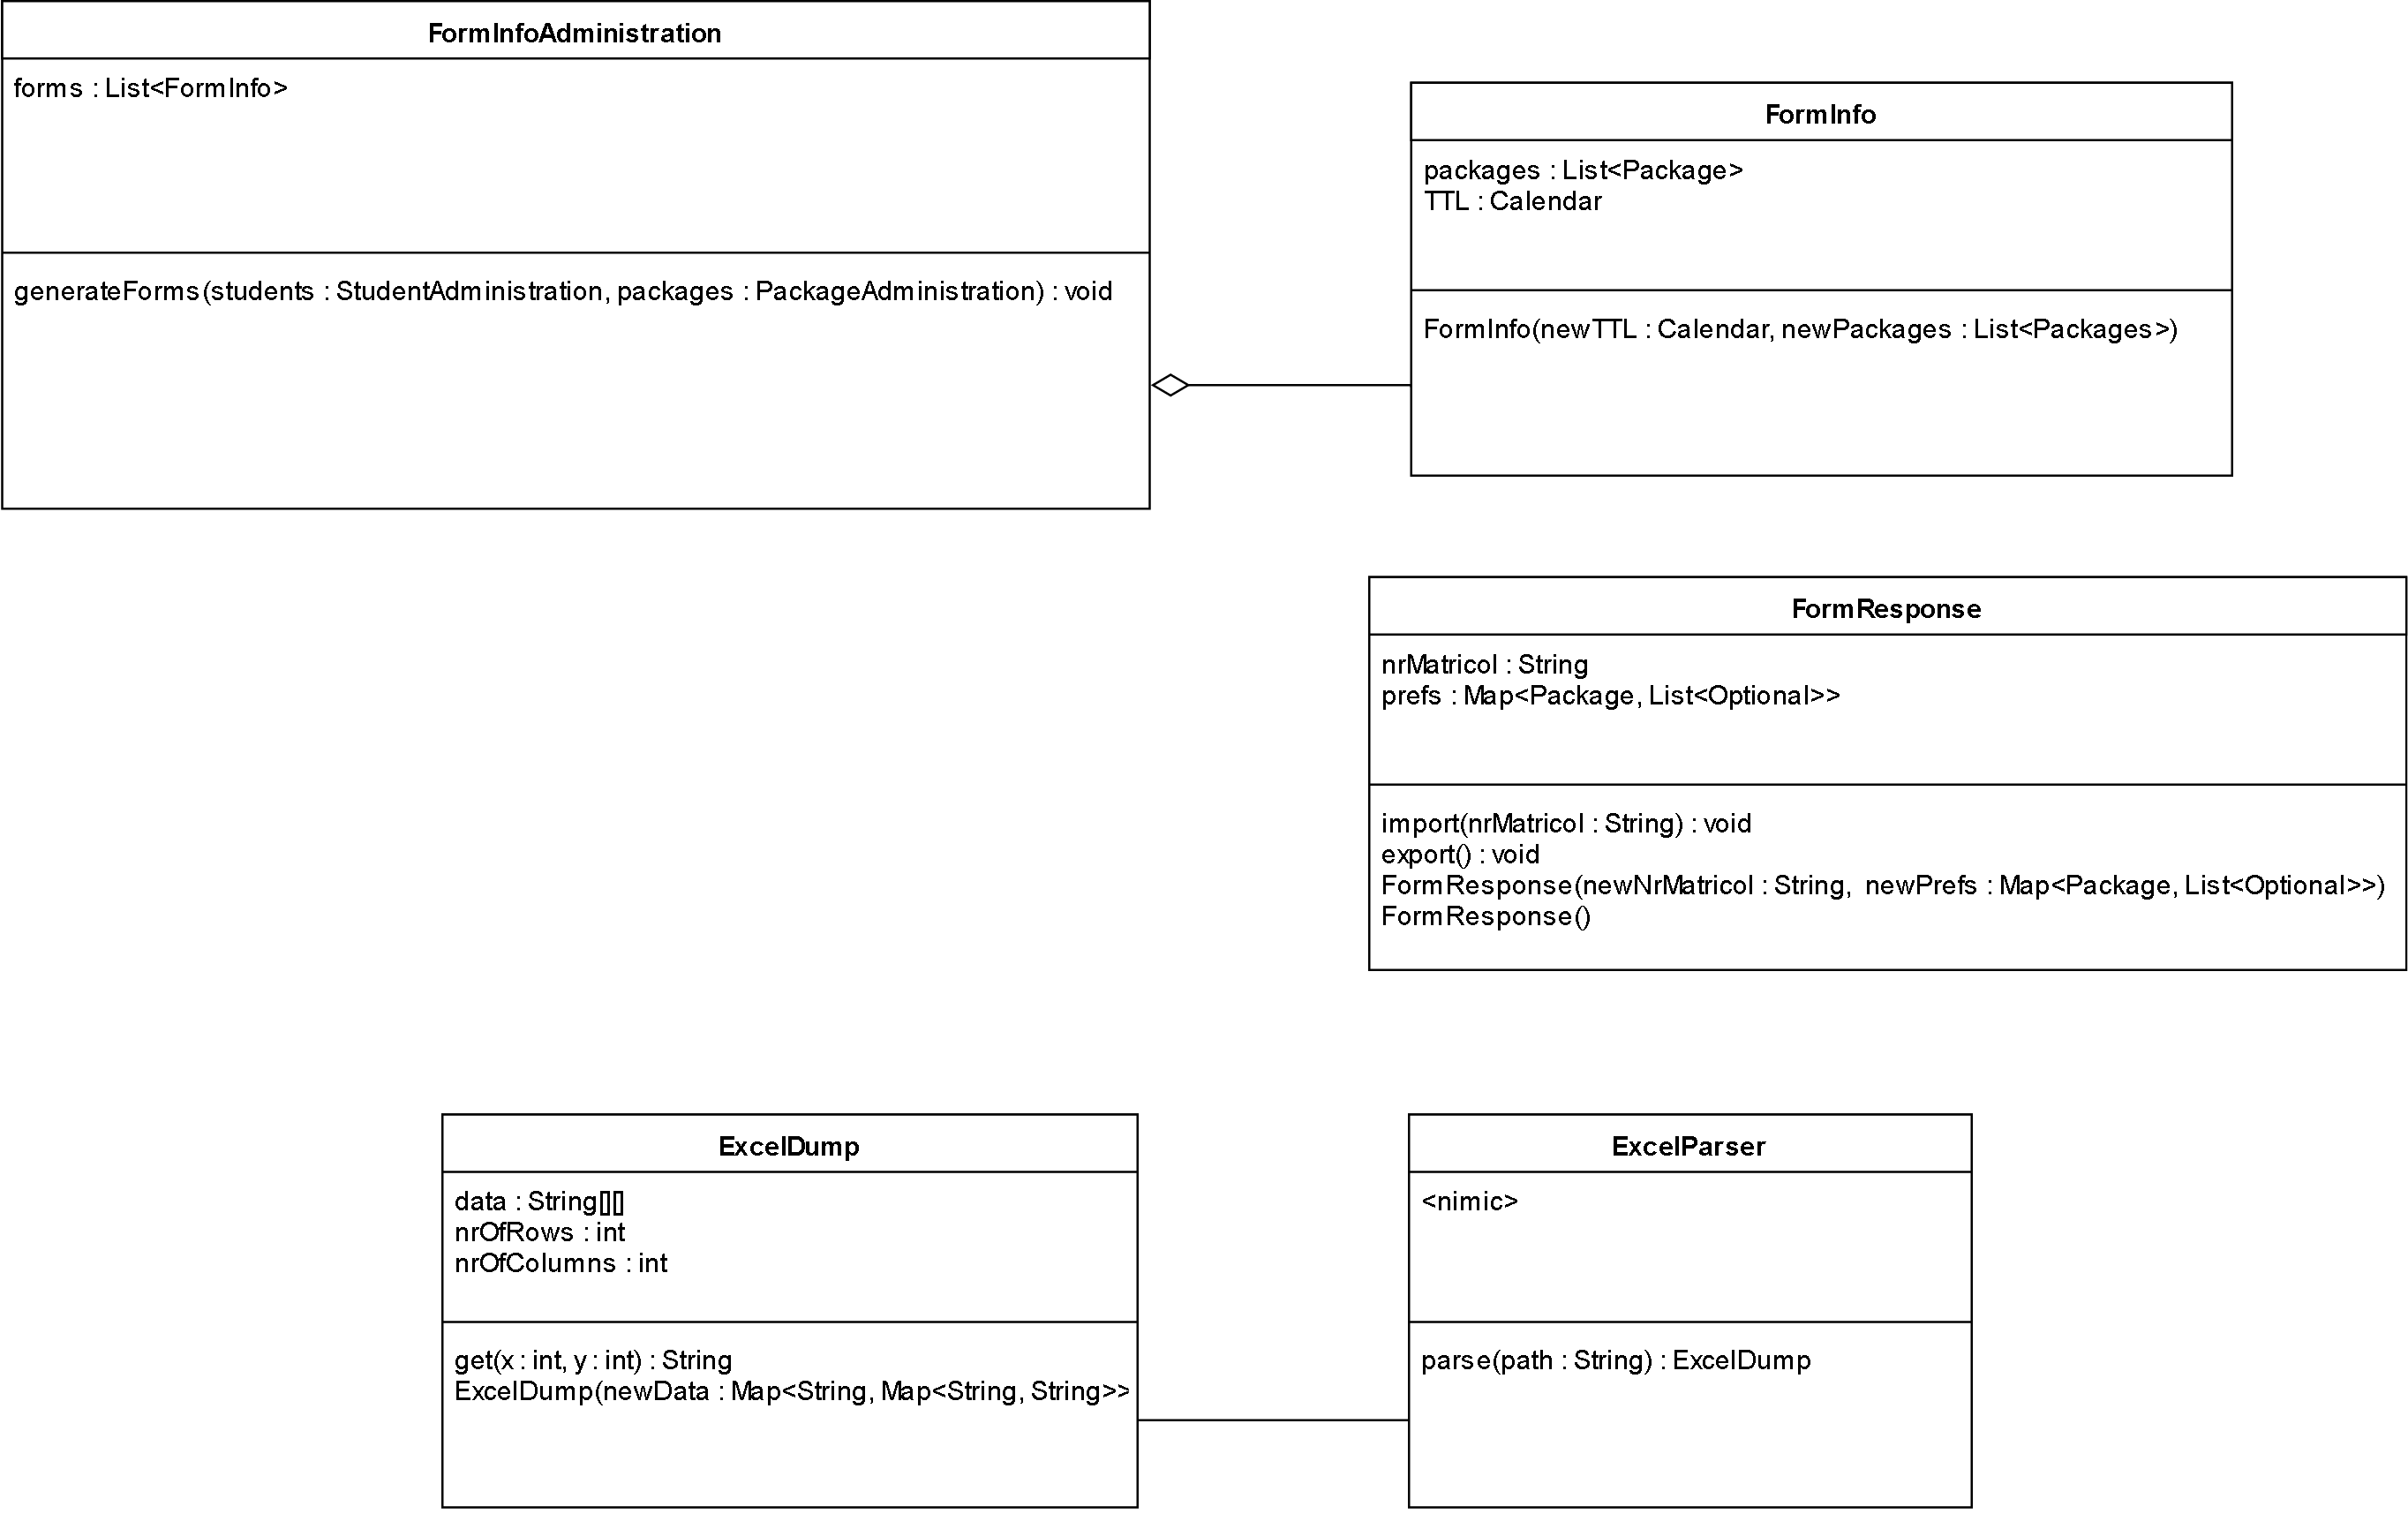 FormInfoAdministration
forms : List<FormInfo>
generateForms(students : StudentAdministration, packages : PackageAdministration) : void
FormInfo
packages : List<Package>
TTL : Calendar
FormInfo(newTTL : Calendar, newPackages : List<Packages>)
FormResponse
nrMatricol : String
prefs : Map<Package, List<Optional>>
import(nrMatricol : String) : void
export() : void
FormResponse(newNrMatricol : String,  newPrefs : Map<Package, List<Optional>>)
FormResponse()
ExcelDump
data : String[][]
nrOfRows : int
nrOfColumns : int
get(x : int, y : int) : String
ExcelDump(newData : Map<String, Map<String, String>>
ExcelParser
<nimic>
parse(path : String) : ExcelDump